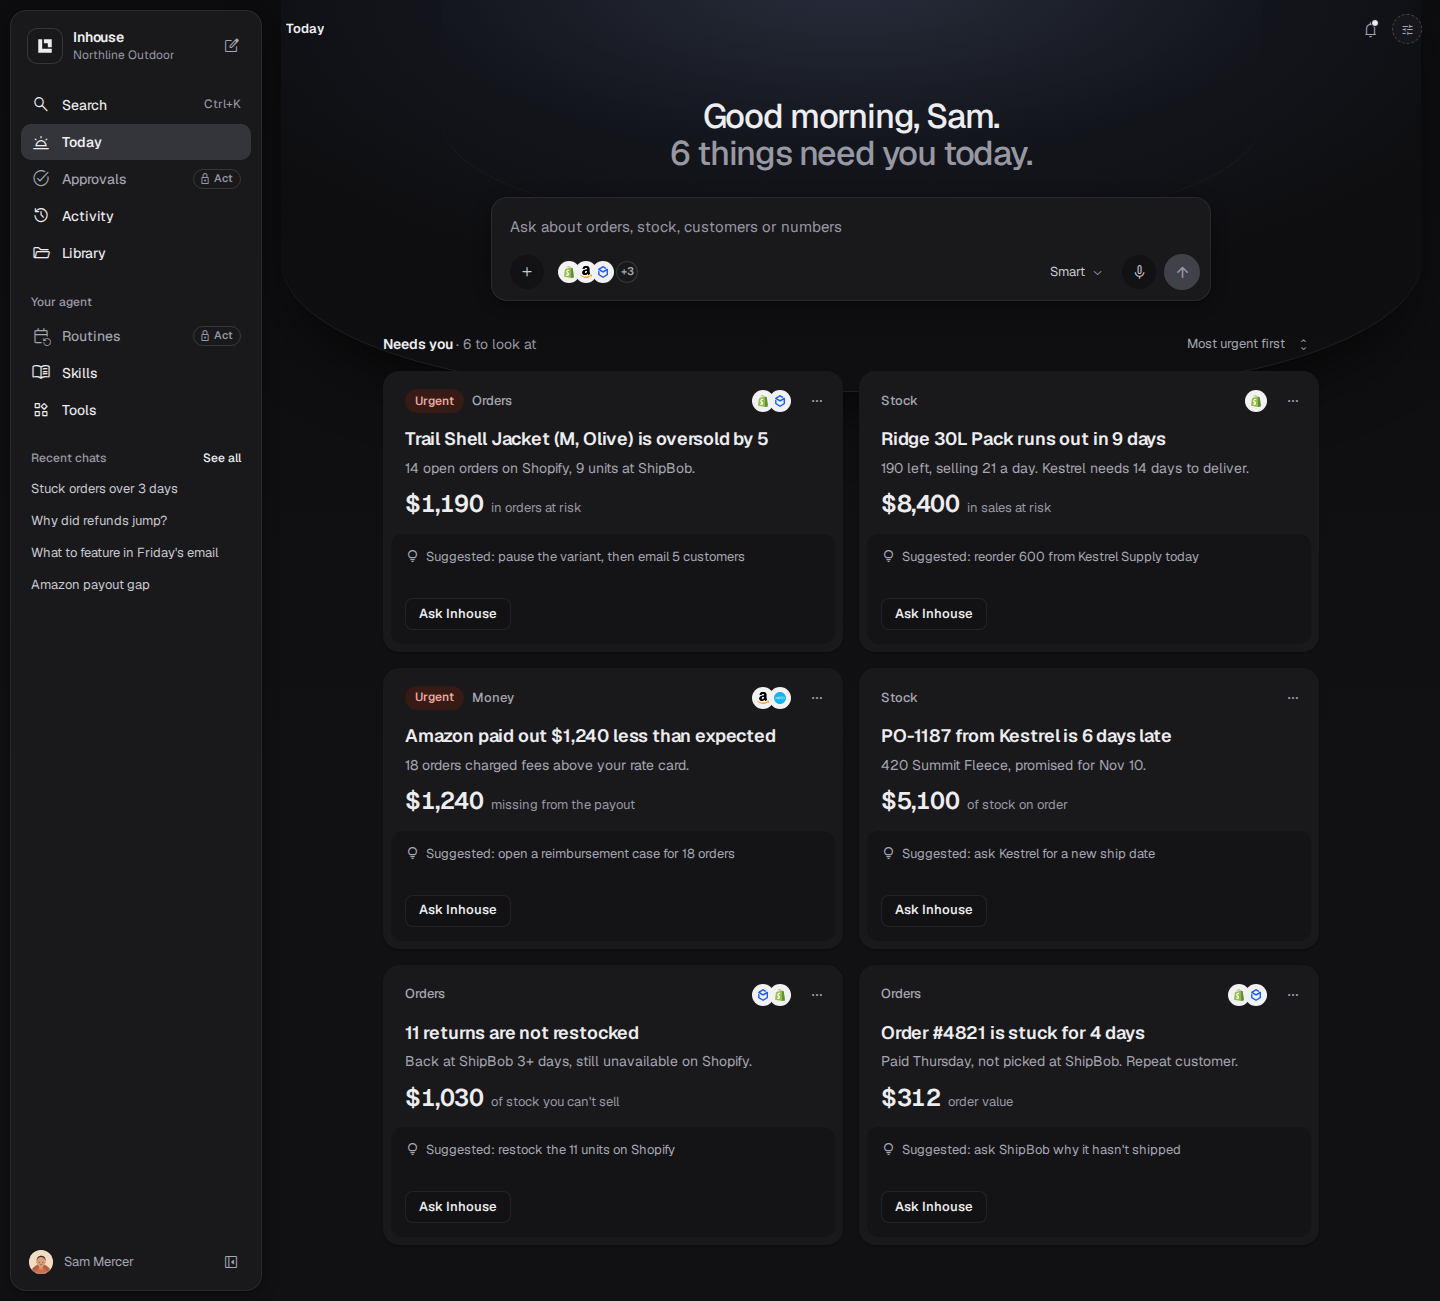 Inhouse
Northline Outdoor
Search Ctrl+K
Today
Approvals Act
Activity
Library
Your agent
Routines Act
Skills
Tools
Recent chats See all
Stuck orders over 3 days
Why did refunds jump?
What to feature in Friday's email
Amazon payout gap
Sam Mercer
Today
Good morning, Sam.
6 things need you today.
Ask about orders, stock, customers or numbers
+3
Smart
Needs you · 6 to look at
Most urgent first
Urgent Orders
Trail Shell Jacket (M, Olive) is oversold by 5
14 open orders on Shopify, 9 units at ShipBob.
$1,190 in orders at risk
Suggested: pause the variant, then email 5 customers
Ask Inhouse
Stock
Ridge 30L Pack runs out in 9 days
190 left, selling 21 a day. Kestrel needs 14 days to deliver.
$8,400 in sales at risk
Suggested: reorder 600 from Kestrel Supply today
Ask Inhouse
Urgent Money
Amazon paid out $1,240 less than expected
18 orders charged fees above your rate card.
$1,240 missing from the payout
Suggested: open a reimbursement case for 18 orders
Ask Inhouse
Stock
PO-1187 from Kestrel is 6 days late
420 Summit Fleece, promised for Nov 10.
$5,100 of stock on order
Suggested: ask Kestrel for a new ship date
Ask Inhouse
Orders
11 returns are not restocked
Back at ShipBob 3+ days, still unavailable on Shopify.
$1,030 of stock you can't sell
Suggested: restock the 11 units on Shopify
Ask Inhouse
Orders
Order #4821 is stuck for 4 days
Paid Thursday, not picked at ShipBob. Repeat customer.
$312 order value
Suggested: ask ShipBob why it hasn't shipped
Ask Inhouse